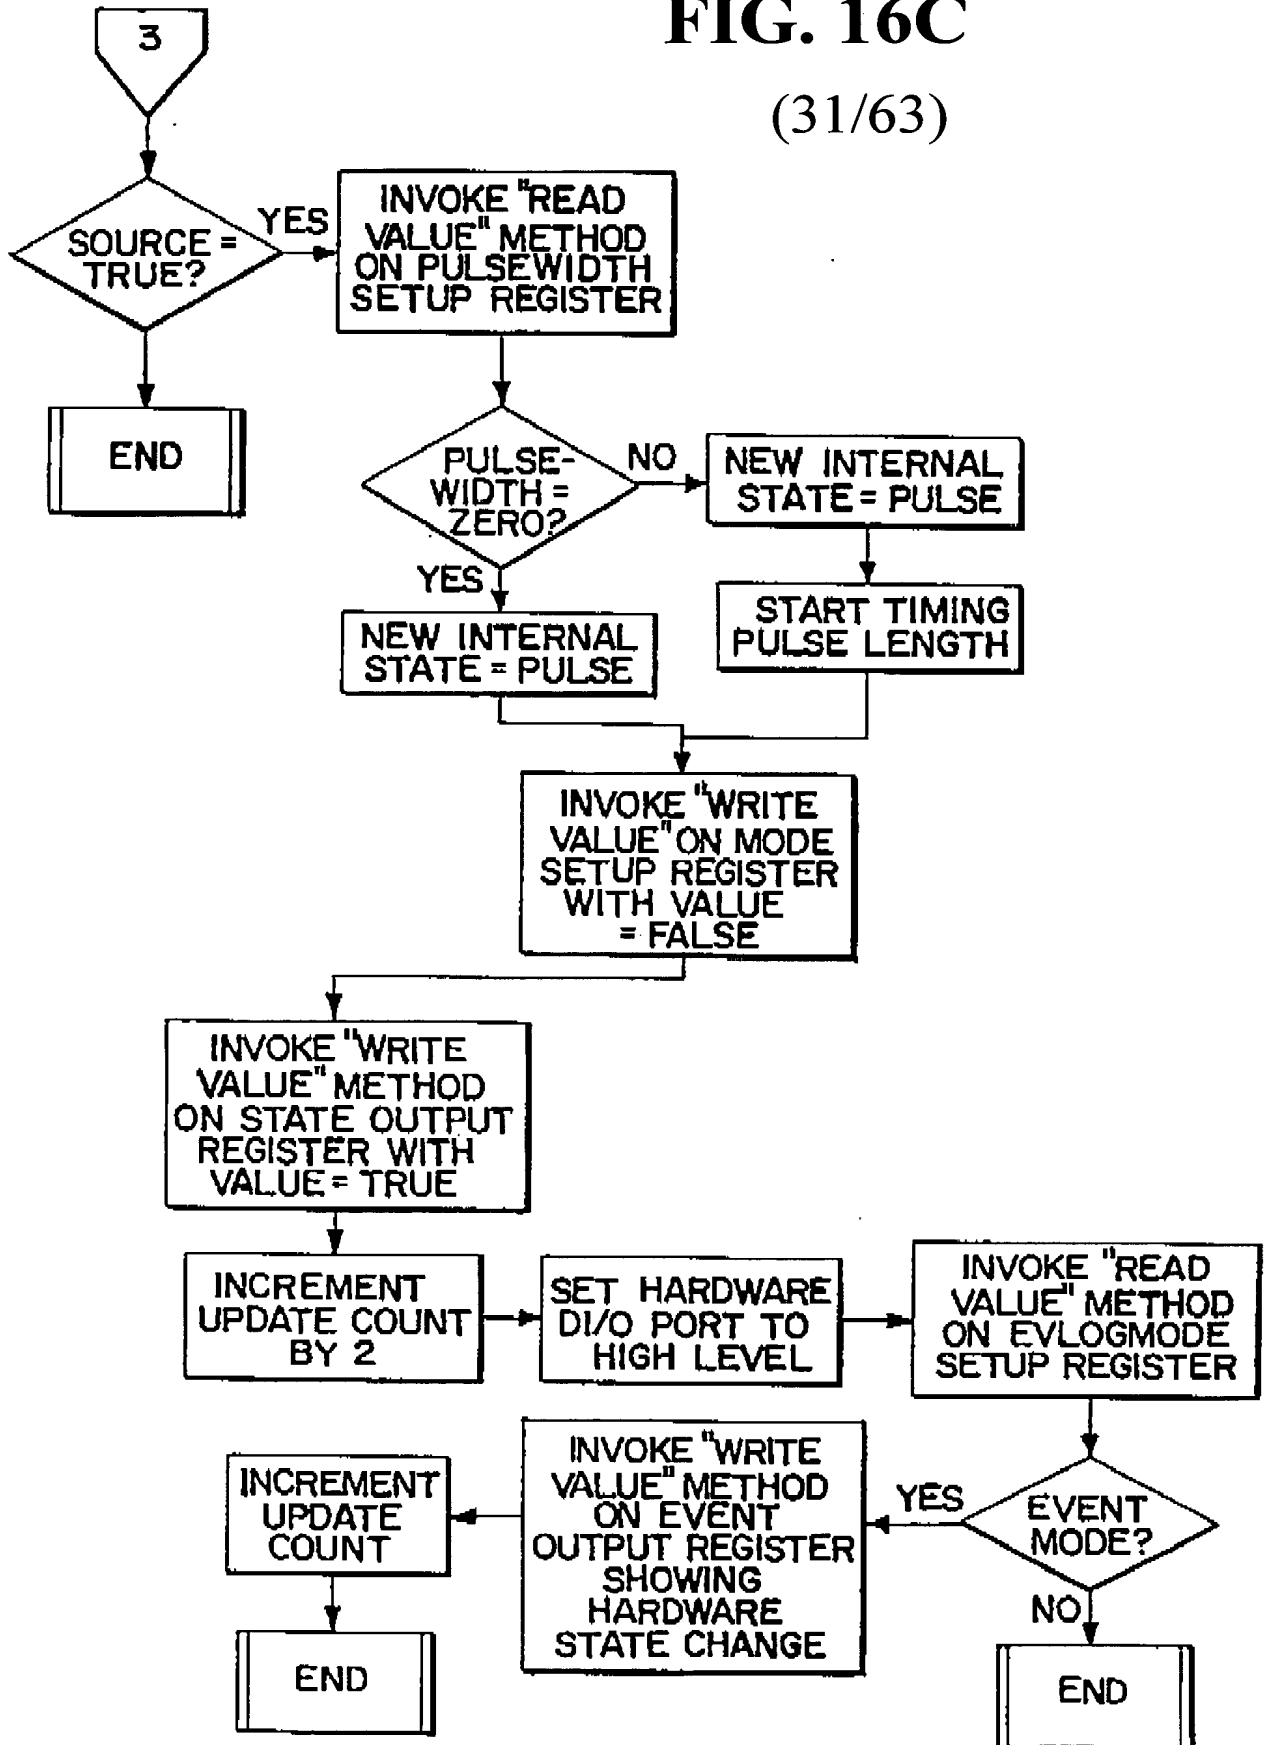 FIG. 16C
(31/63)
3
SOURCE =
TRUE?
YES
INVOKE "READ
VALUE" METHOD
ON PULSEWIDTH
SETUP REGISTER
END
PULSE-
WIDTH =
ZERO?
NO
NEW INTERNAL
STATE = PULSE
YES
START TIMING
PULSE LENGTH
NEW INTERNAL
STATE = PULSE
INVOKE "WRITE
VALUE" ON MODE
SETUP REGISTER
WITH VALUE
= FALSE
INVOKE "WRITE
VALUE" METHOD
ON STATE OUTPUT
REGISTER WITH
VALUE = TRUE
INCREMENT
UPDATE COUNT
BY 2
SET HARDWARE
DI/O PORT TO
HIGH LEVEL
INVOKE "READ
VALUE" METHOD
ON EVLOGMODE
SETUP REGISTER
EVENT
MODE?
YES
INVOKE "WRITE
VALUE" METHOD
ON EVENT
OUTPUT REGISTER
SHOWING
HARDWARE
STATE CHANGE
INCREMENT
UPDATE
COUNT
END
NO
END